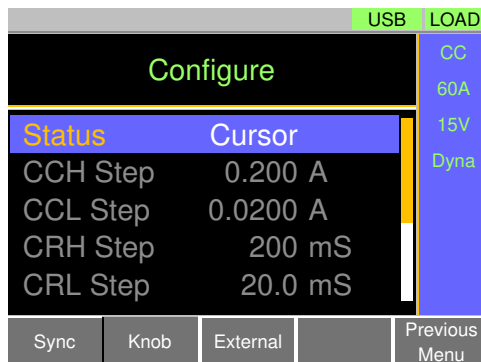 USB LOAD
Configure
CC
60A
15V
Dyna
Status Cursor
CCH Step 0.200 A
CCL Step 0.0200 A
CRH Step 200 mS
CRL Step 20.0 mS
Sync Knob External Previous
Menu